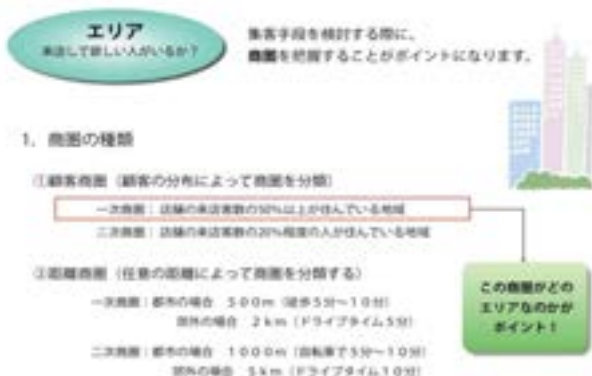 エリア
来店して欲しい人がいるか？
集客手段を検討する際に、
商圏を把握することがポイントになります。
1．商圏の種類
①顧客商圏（顧客の分布によって商圏を分類）
一次商圏：店舗の来店客数の50％以上が住んでいる地域
二次商圏：店舗の来店客数の20％程度の人が住んでいる地域
②距離商圏（任意の距離によって商圏を分類する）
一次商圏：都市の場合　500m（徒歩5分～10分）
郊外の場合　2km（ドライブタイム5分）
二次商圏：都市の場合　1000m（自転車で5分～10分）
郊外の場合　5km（ドライブタイム10分）
この商圏がどの
エリアなのかが
ポイント！